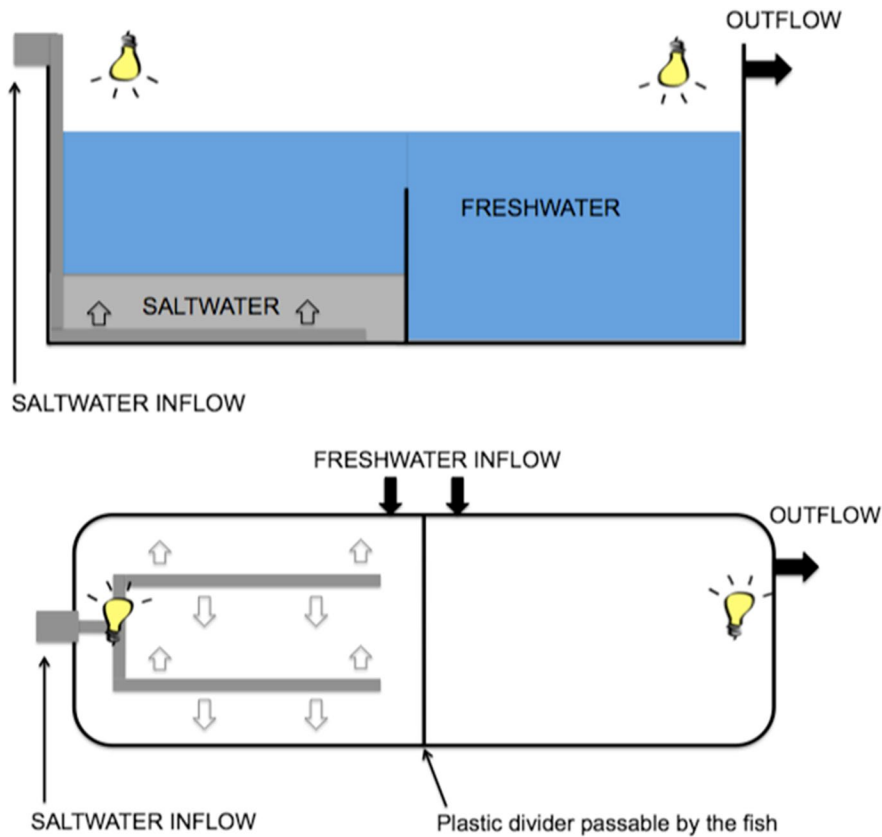 OUTFLOW
FRESHWATER
SALTWATER
SALTWATER INFLOW
FRESHWATER INFLOW
OUTFLOW
SALTWATER INFLOW
Plastic divider passable by the fish